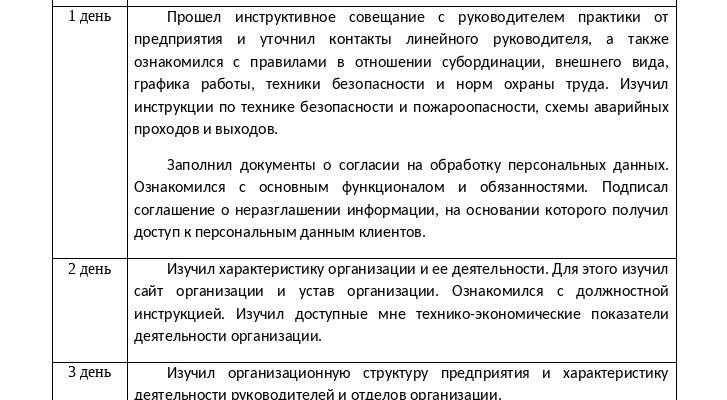 1 день
Прошел инструктивное совещание с руководителем практики от
предприятия и уточнил контакты линейного руководителя, а также
ознакомился с правилами в отношении субординации, внешнего вида,
графика работы, техники безопасности и норм охраны труда. Изучил
инструкции по технике безопасности и пожароопасности, схемы аварийных
проходов и выходов.
Заполнил документы о согласии на обработку персональных данных.
Ознакомился с основным функционалом и обязанностями. Подписал
соглашение о неразглашении информации, на основании которого получил
доступ к персональным данным клиентов.
2 день
Изучил характеристику организации и ее деятельности. Для этого изучил
сайт организации и устав организации. Ознакомился с должностной
инструкцией. Изучил доступные мне технико-экономические показатели
деятельности организации.
3 день
Изучил организационную структуру предприятия и характеристику
деятельности руководителей и отделов организации.